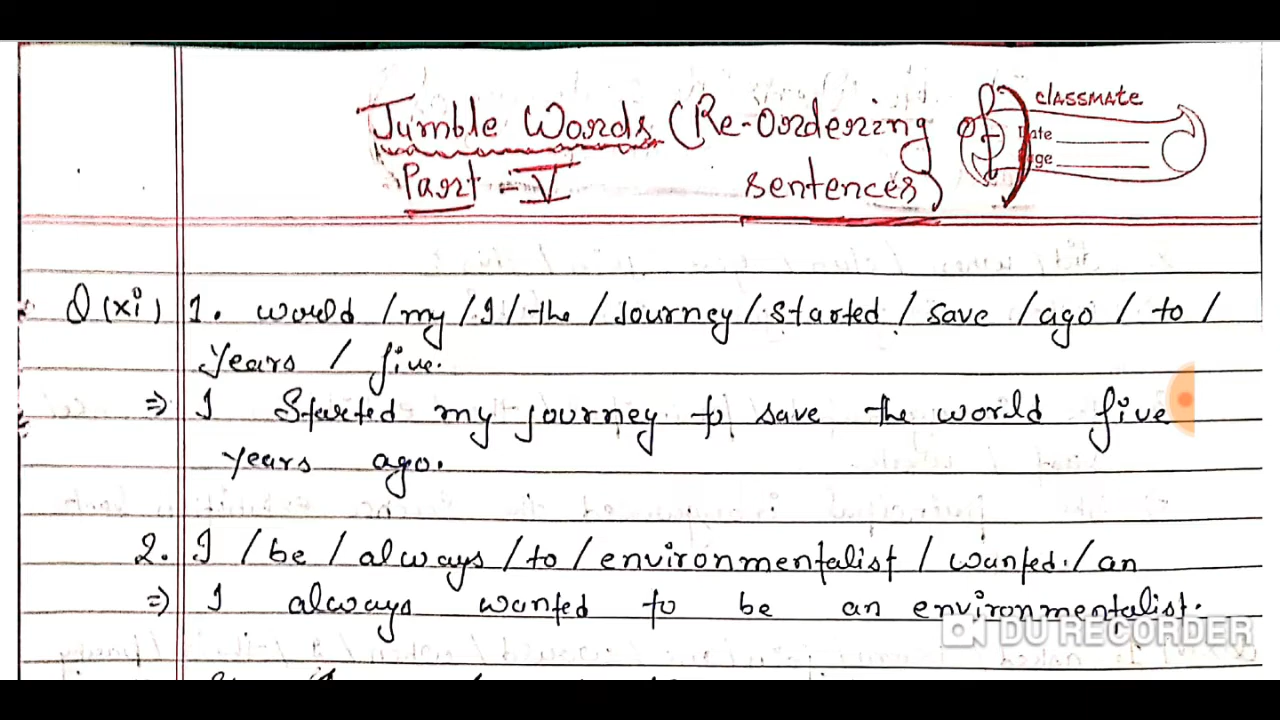 Jumble Words (Re-Ordering of)
CLASSMATE
Date
Page
Part - V sentences)
Q(xi) 1. world / my / I / the / Journey / started / save / ago / to /
years / five.
⇒ I started my journey to save the world five
years ago.
2. I / be / always / to / environmentalist / wanted / an
⇒ I always wanted to be an environmentalist.
DU RECORDER